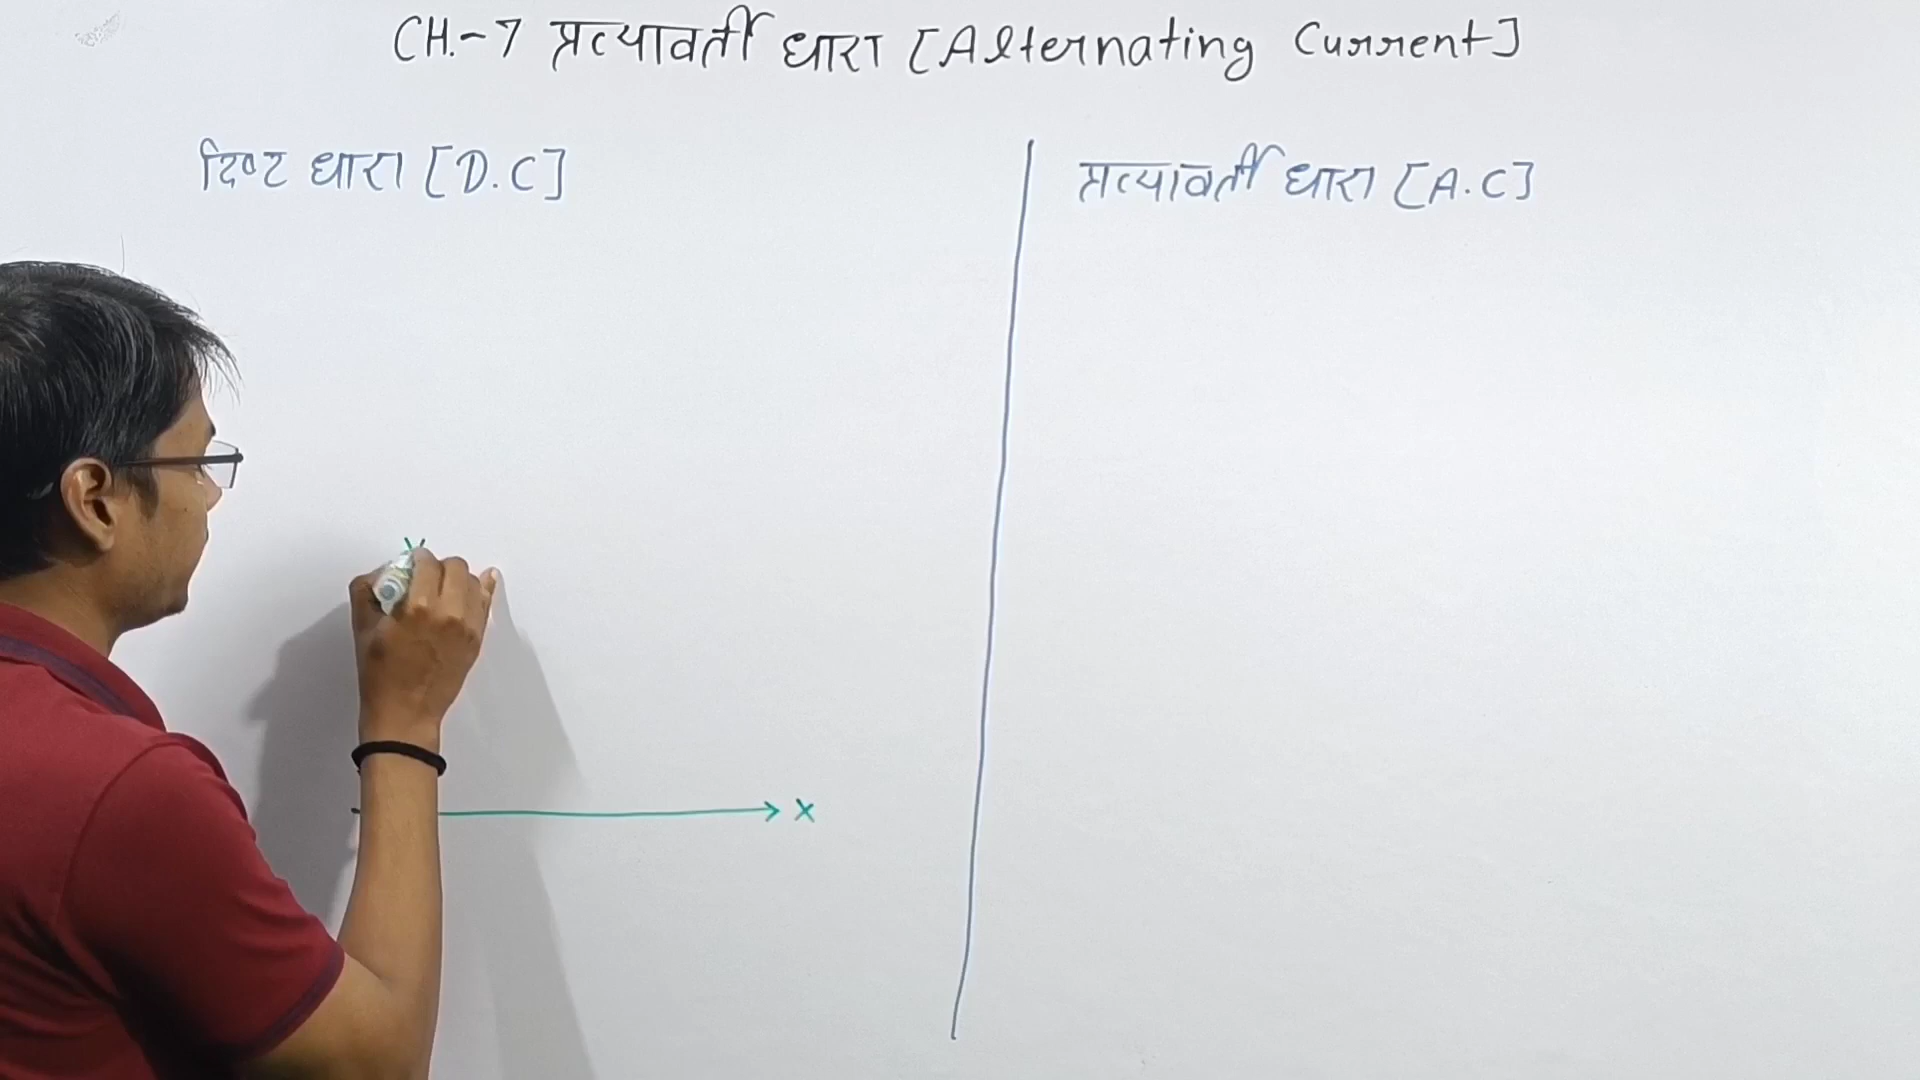 CH.-7 प्रत्यावर्ती धारा [Alternating Current]
दिष्ट धारा [D.C]
प्रत्यावर्ती धारा [A.C]
Y
X